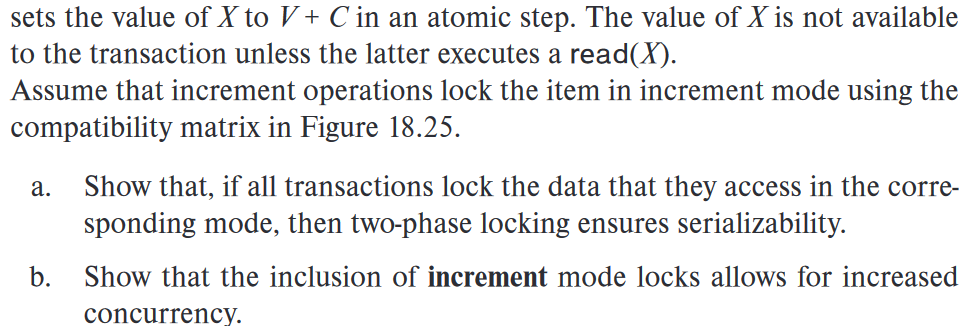 sets the value of X to V + C in an atomic step. The value of X is not available
to the transaction unless the latter executes a read(X).
Assume that increment operations lock the item in increment mode using the
compatibility matrix in Figure 18.25.
a. Show that, if all transactions lock the data that they access in the corre-
sponding mode, then two-phase locking ensures serializability.
b. Show that the inclusion of increment mode locks allows for increased
concurrency.